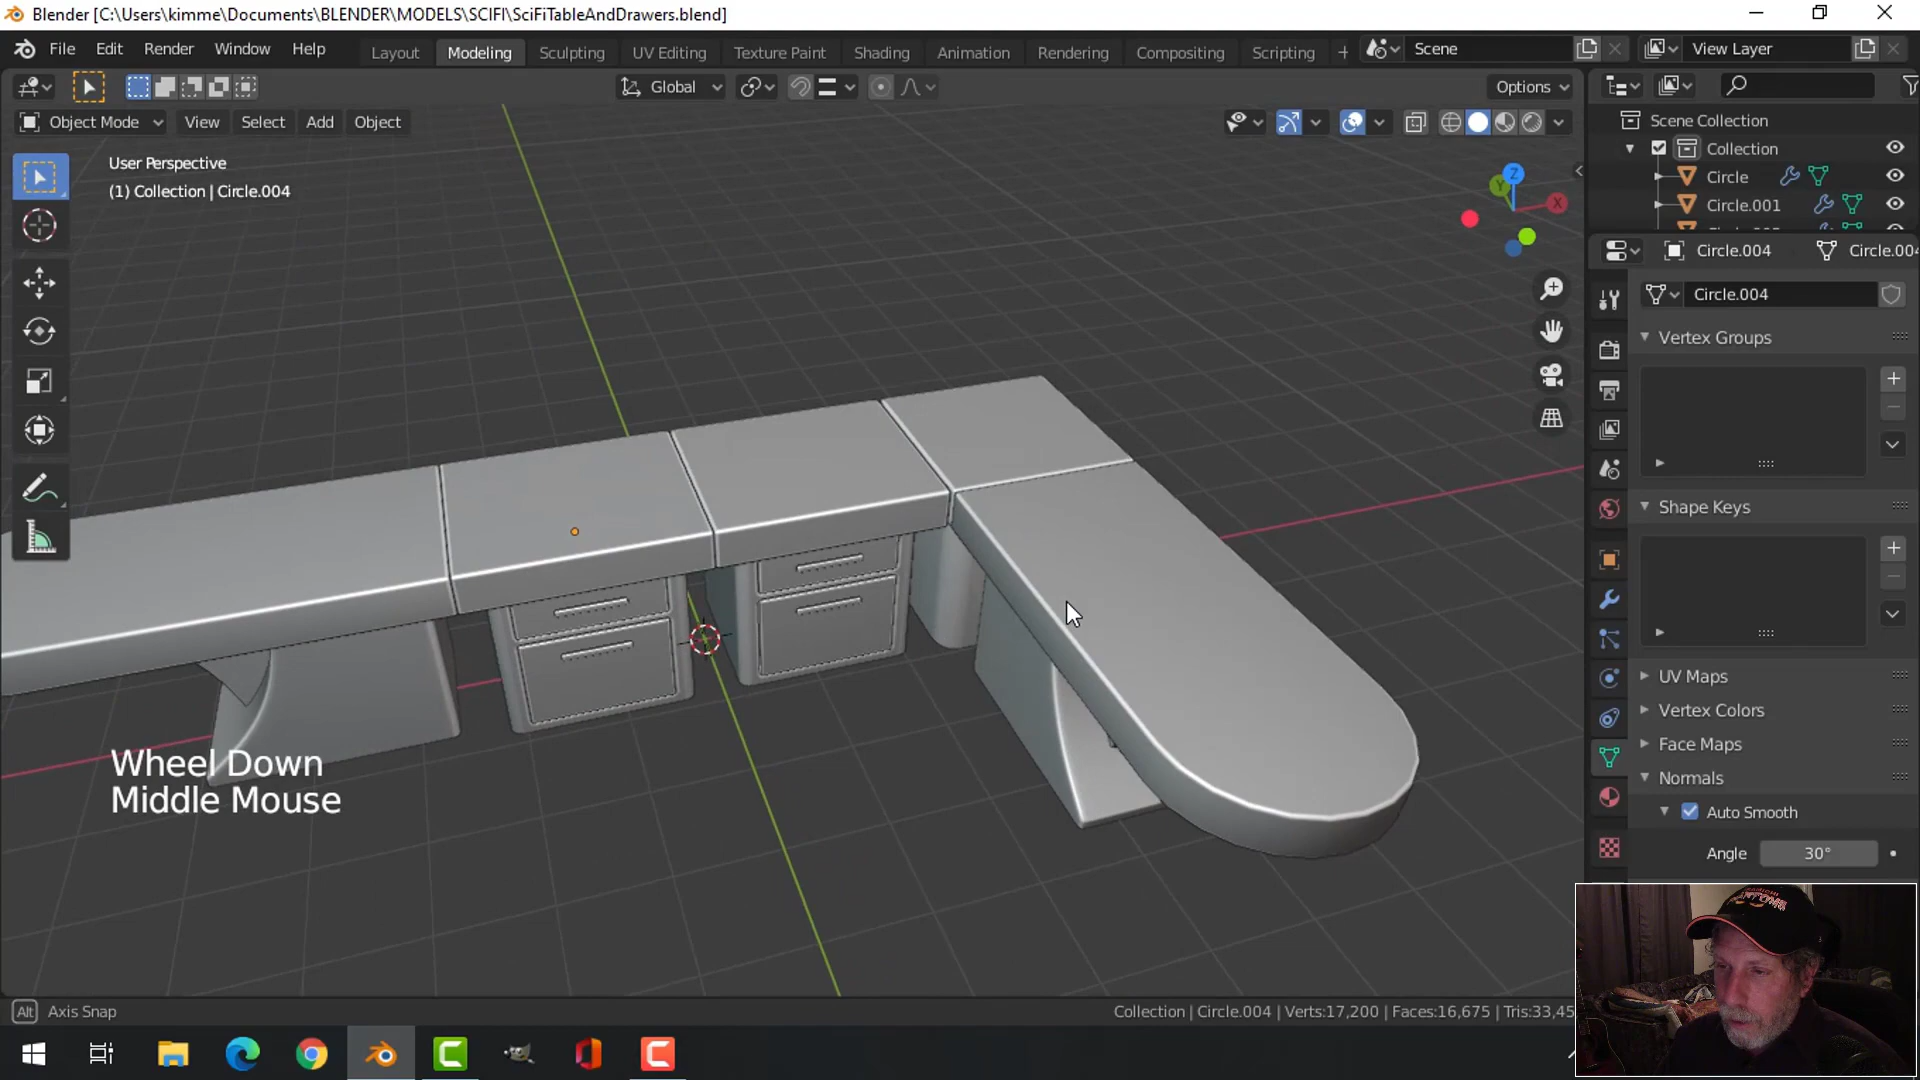 Blender [C:\Users\kimme\Documents\BLENDER\MODELS\SCIFI\SciFiTableAndDrawers.blend]
File Edit Render Window Help
Layout Modeling Sculpting UV Editing Texture Paint Shading Animation Rendering Compositing Scripting
Scene
View Layer
Global
Options
Object Mode View Select Add Object
User Perspective
(1) Collection | Circle.004
Z
Y
X
Scene Collection
Collection
Circle
Circle.001
Circle.004
Circle.004
Vertex Groups
Shape Keys
UV Maps
Vertex Colors
Face Maps
Normals
Auto Smooth
Angle 30°
Wheel Down
Middle Mouse
Alt Axis Snap
Collection | Circle.004 | Verts:17,200 | Faces:16,675 | Tris:33,45